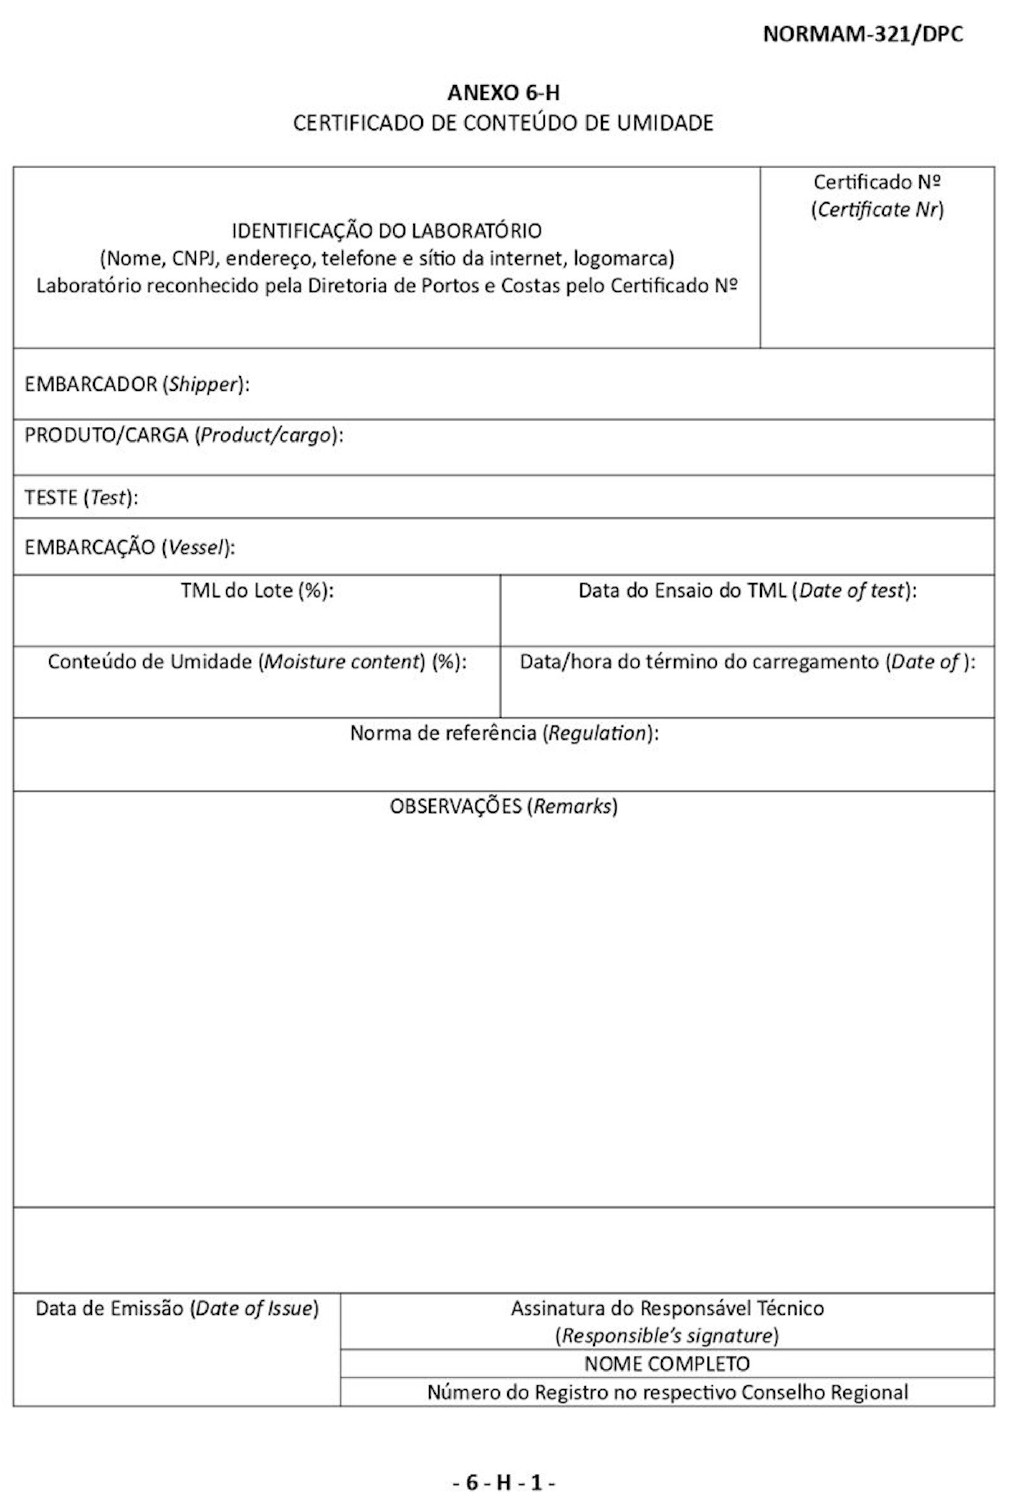 NORMAM-321/DPC
ANEXO 6-H
CERTIFICADO DE CONTEÚDO DE UMIDADE
IDENTIFICAÇÃO DO LABORATÓRIO
(Nome, CNPJ, endereço, telefone e sítio da internet, logomarca)
Laboratório reconhecido pela Diretoria de Portos e Costas pelo Certificado Nº
Certificado Nº
(Certificate Nr)
EMBARCADOR (Shipper):
PRODUTO/CARGA (Product/cargo):
TESTE (Test):
EMBARCAÇÃO (Vessel):
TML do Lote (%):
Data do Ensaio do TML (Date of test):
Conteúdo de Umidade (Moisture content) (%):
Data/hora do término do carregamento (Date of ):
Norma de referência (Regulation):
OBSERVAÇÕES (Remarks)
Data de Emissão (Date of Issue)
Assinatura do Responsável Técnico
(Responsible's signature)
NOME COMPLETO
Número do Registro no respectivo Conselho Regional
- 6 - H - 1 -